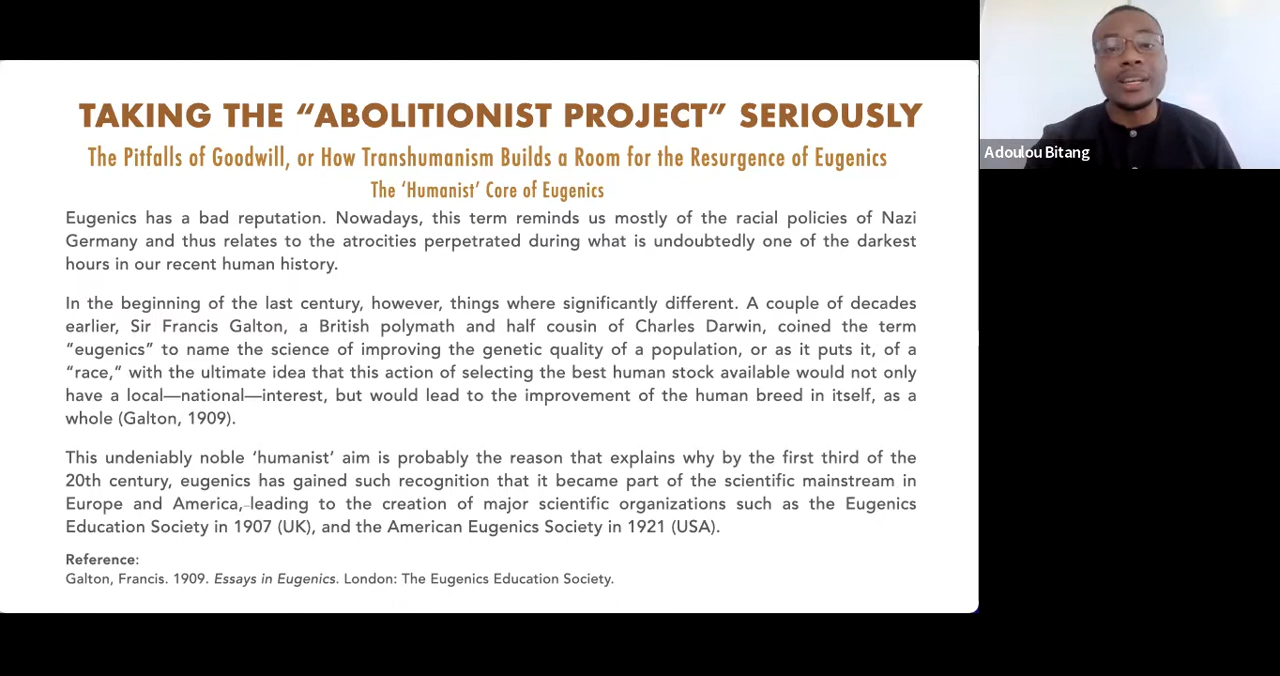 TAKING THE “ABOLITIONIST PROJECT” SERIOUSLY
The Pitfalls of Goodwill, or How Transhumanism Builds a Room for the Resurgence of Eugenics
The ‘Humanist’ Core of Eugenics
Eugenics has a bad reputation. Nowadays, this term reminds us mostly of the racial policies of Nazi
Germany and thus relates to the atrocities perpetrated during what is undoubtedly one of the darkest
hours in our recent human history.
In the beginning of the last century, however, things where significantly different. A couple of decades
earlier, Sir Francis Galton, a British polymath and half cousin of Charles Darwin, coined the term
“eugenics” to name the science of improving the genetic quality of a population, or as it puts it, of a
“race,” with the ultimate idea that this action of selecting the best human stock available would not only
have a local—national—interest, but would lead to the improvement of the human breed in itself, as a
whole (Galton, 1909).
This undeniably noble ‘humanist’ aim is probably the reason that explains why by the first third of the
20th century, eugenics has gained such recognition that it became part of the scientific mainstream in
Europe and America, leading to the creation of major scientific organizations such as the Eugenics
Education Society in 1907 (UK), and the American Eugenics Society in 1921 (USA).
Reference:
Galton, Francis. 1909. Essays in Eugenics. London: The Eugenics Education Society.
Adoulou Bitang